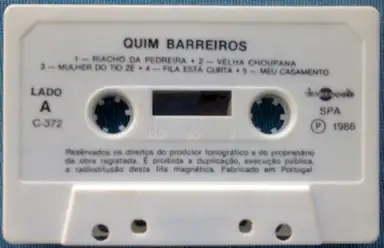 QUIM BARREIROS
1 — RIACHO DA PEDREIRA • 2 — VELHA CHOUPANA
3 — MULHER DO TIO ZÉ • 4 — FILA ESTÁ CURTA • 5 — MEU CASAMENTO
LADO
A
C-372
SPA
Ⓟ 1986
Reservados os direitos do produtor fonográfico e do proprietário
da obra registada. É proibida a duplicação, execução pública,
a radiodifusão desta fita magnética. Fabricado em Portugal